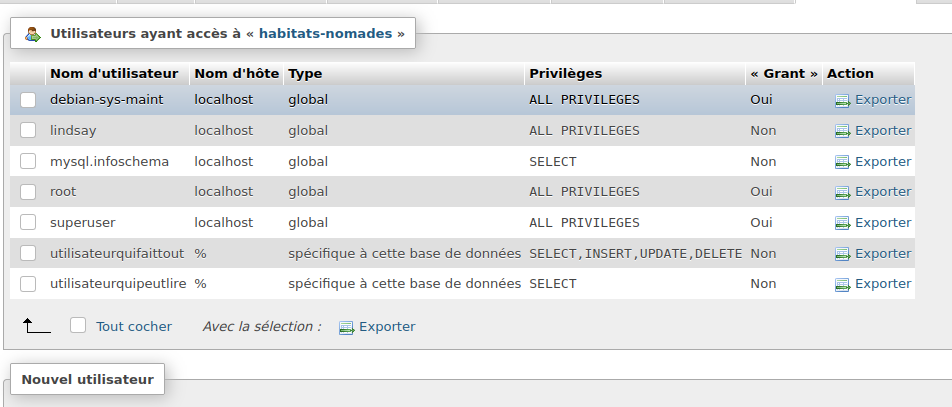 Utilisateurs ayant accès à « habitats-nomades »
Nom d'utilisateur Nom d'hôte Type Privilèges « Grant » Action
debian-sys-maint localhost global ALL PRIVILEGES Oui Exporter
lindsay localhost global ALL PRIVILEGES Non Exporter
mysql.infoschema localhost global SELECT Non Exporter
root localhost global ALL PRIVILEGES Oui Exporter
superuser localhost global ALL PRIVILEGES Oui Exporter
utilisateurquifaittout % spécifique à cette base de données SELECT,INSERT,UPDATE,DELETE Non Exporter
utilisateurquipeutlire % spécifique à cette base de données SELECT Non Exporter
Tout cocher Avec la sélection : Exporter
Nouvel utilisateur